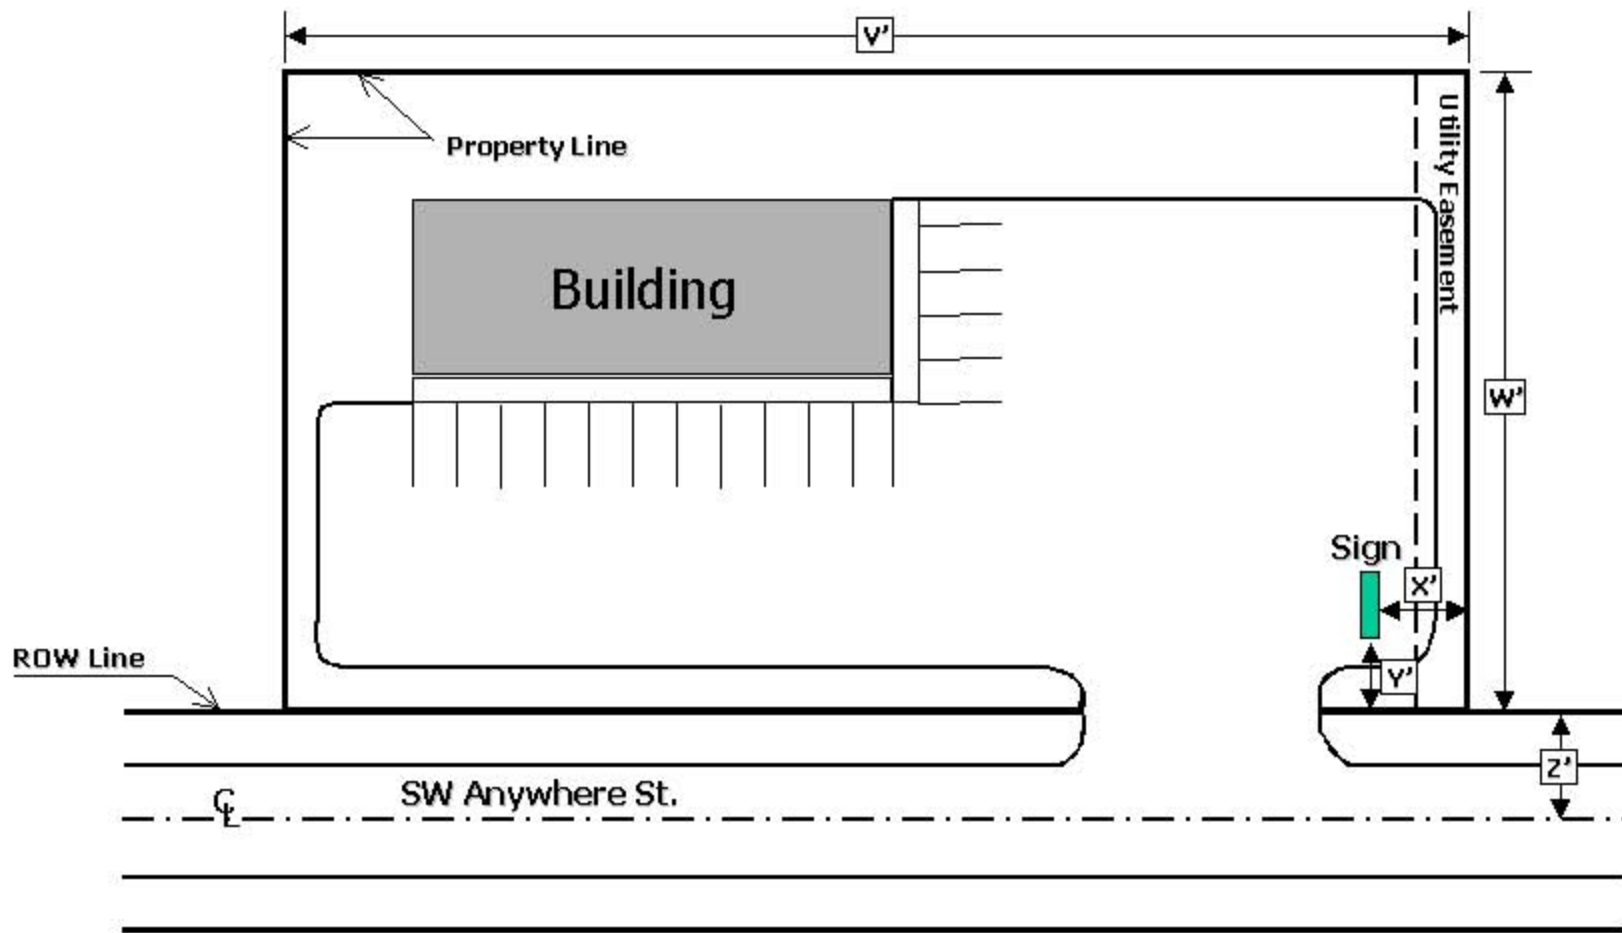 V'
Property Line
Utility Easement
Building
W'
Sign
X'
ROW Line
Y'
Z'
SW Anywhere St.
CL